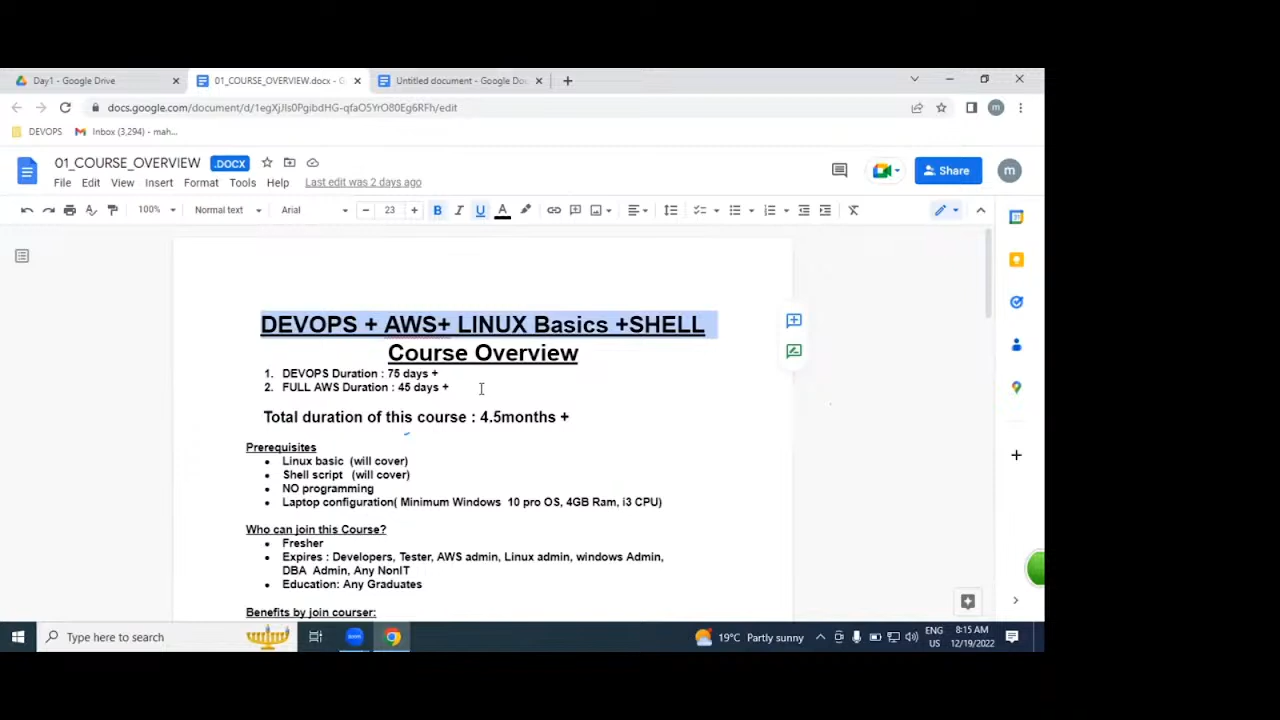 Day1 - Google Drive
01_COURSE_OVERVIEW.docx - G
Untitled document - Google Doc
docs.google.com/document/d/1egXjJIs0PgibdHG-qfaO5YrO80Eg6RFh/edit
DEVOPS
Inbox (3,294) - mah...
01_COURSE_OVERVIEW .DOCX
File Edit View Insert Format Tools Help Last edit was 2 days ago
Share
m
100% Normal text Arial 23 B I U A
DEVOPS + AWS+ LINUX Basics +SHELL
Course Overview
1. DEVOPS Duration : 75 days +
2. FULL AWS Duration : 45 days +
Total duration of this course : 4.5months +
Prerequisites
Linux basic (will cover)
Shell script (will cover)
NO programming
Laptop configuration( Minimum Windows 10 pro OS, 4GB Ram, i3 CPU)
Who can join this Course?
Fresher
Expires : Developers, Tester, AWS admin, Linux admin, windows Admin,
DBA Admin, Any NonIT
Education: Any Graduates
Benefits by join courser:
Type here to search
19°C Partly sunny
ENG
US
8:15 AM
12/19/2022